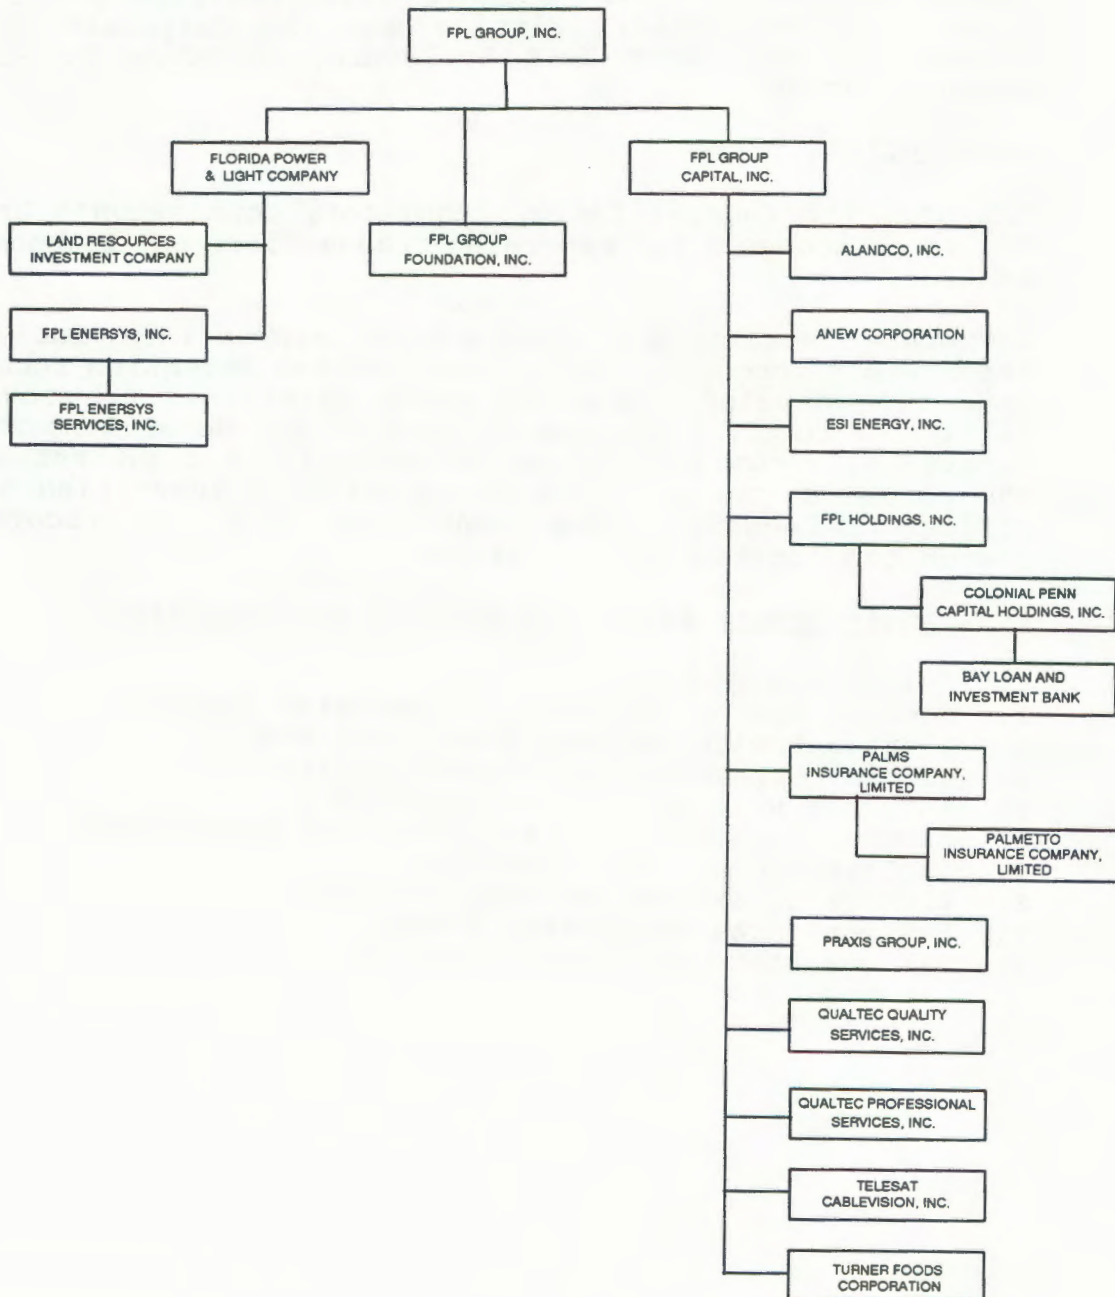 FPL GROUP, INC.
FLORIDA POWER
& LIGHT COMPANY
FPL GROUP
CAPITAL, INC.
LAND RESOURCES
INVESTMENT COMPANY
FPL GROUP
FOUNDATION, INC.
ALANDCO, INC.
FPL ENERSYS, INC.
ANEW CORPORATION
FPL ENERSYS
SERVICES, INC.
ESI ENERGY, INC.
FPL HOLDINGS, INC.
COLONIAL PENN
CAPITAL HOLDINGS, INC.
BAY LOAN AND
INVESTMENT BANK
PALMS
INSURANCE COMPANY,
LIMITED
PALMETTO
INSURANCE COMPANY,
LIMITED
PRAXIS GROUP, INC.
QUALTEC QUALITY
SERVICES, INC.
QUALTEC PROFESSIONAL
SERVICES, INC.
TELESAT
CABLEVISION, INC.
TURNER FOODS
CORPORATION